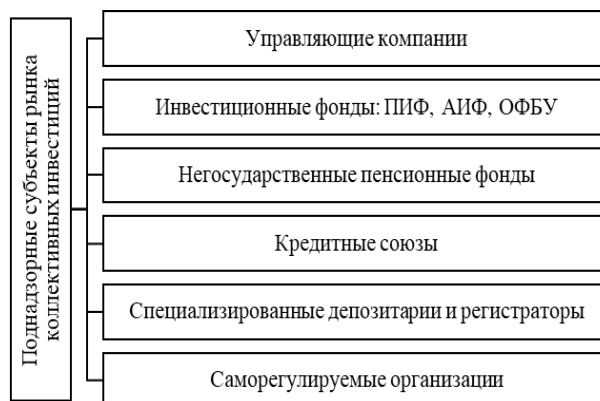 Поднадзорные субъекты рынка
коллективных инвестиций
Управляющие компании
Инвестиционные фонды: ПИФ, АИФ, ОФБУ
Негосударственные пенсионные фонды
Кредитные союзы
Специализированные депозитарии и регистраторы
Саморегулируемые организации